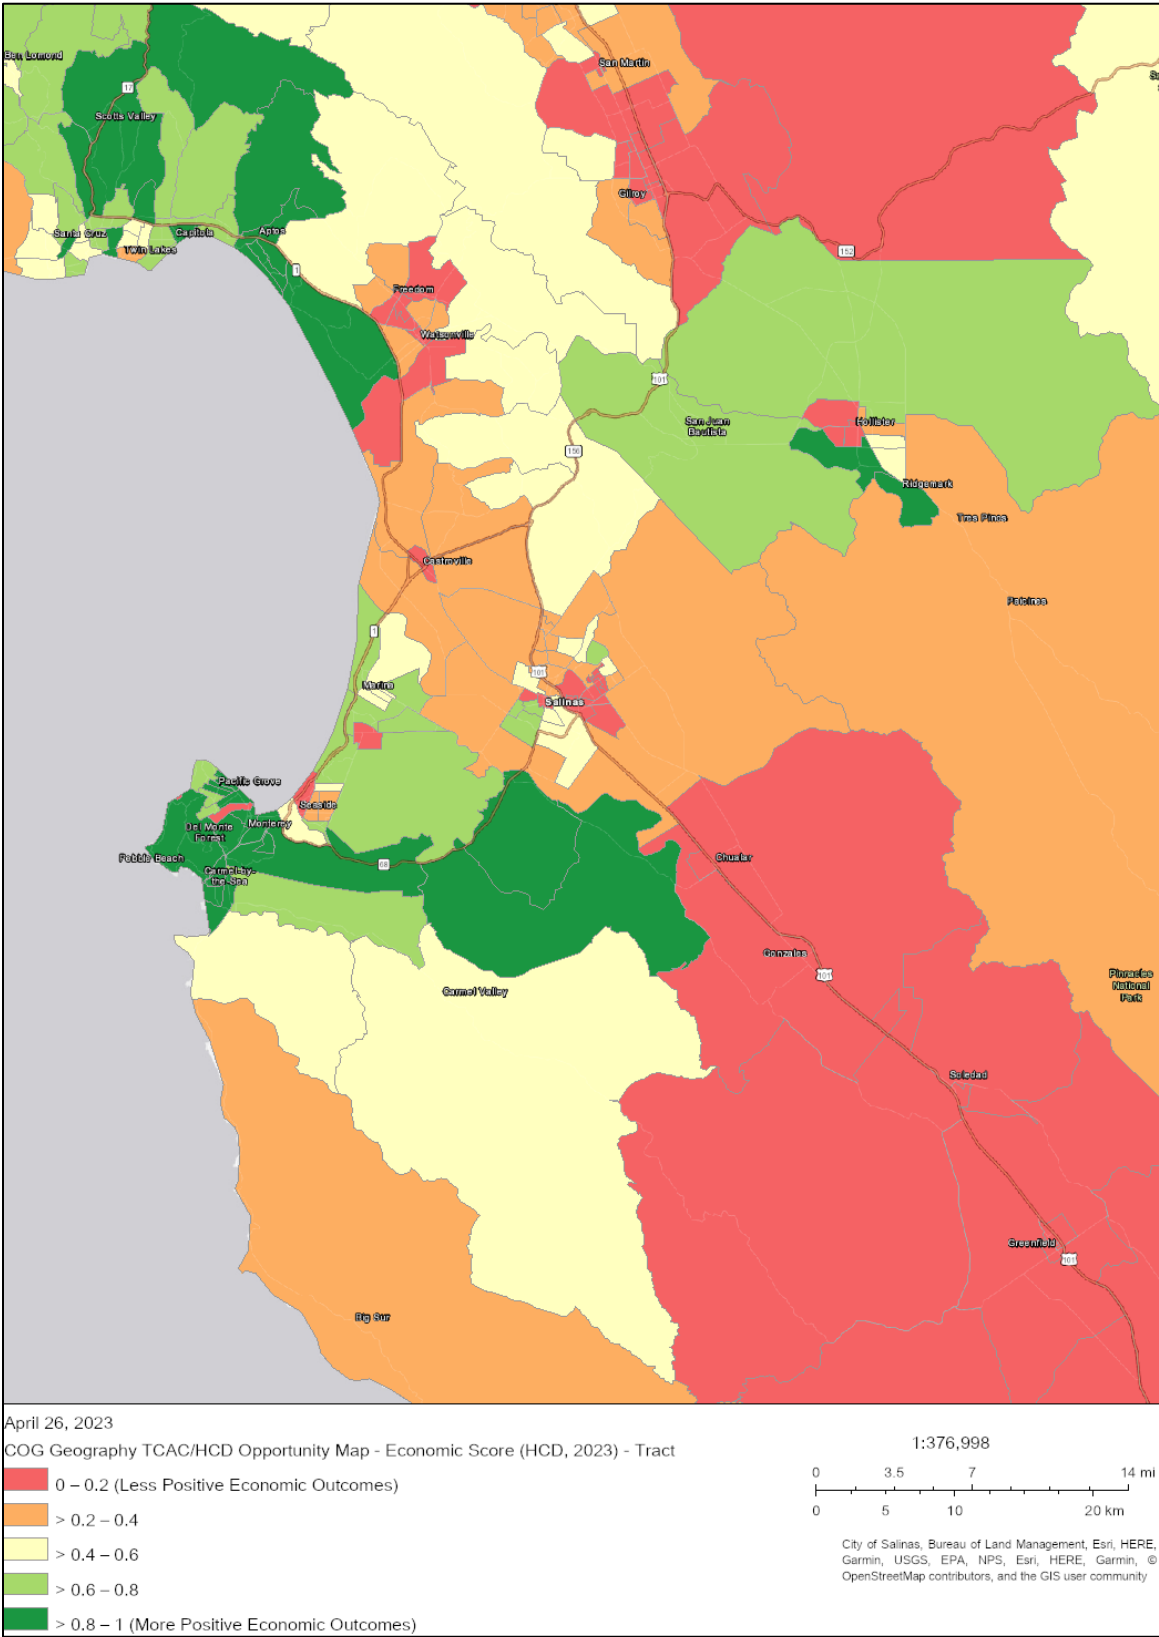 Ben Lomond
San Martin
17
Scotts Valley
Gilroy
Santa Cruz
Capitola
Aptos
Twin Lakes
152
1
Freedom
Watsonville
101
San Juan
Bautista
Hollister
156
Ridgemark
Tres Pinos
Castroville
Paicines
1
101
Marina
Salinas
Pacific Grove
Seaside
Del Monte
Forest
Monterey
Pebble Beach
68
Chualar
Carmel-by-
the-Sea
Gonzales
101
Pinnacles
National
Park
Carmel Valley
Soledad
Greenfield
101
Big Sur
April 26, 2023
COG Geography TCAC/HCD Opportunity Map - Economic Score (HCD, 2023) - Tract
0 – 0.2 (Less Positive Economic Outcomes)
> 0.2 – 0.4
> 0.4 – 0.6
> 0.6 – 0.8
> 0.8 – 1 (More Positive Economic Outcomes)
1:376,998
0 3.5 7 14 mi
0 5 10 20 km
City of Salinas, Bureau of Land Management, Esri, HERE,
Garmin, USGS, EPA, NPS, Esri, HERE, Garmin, ©
OpenStreetMap contributors, and the GIS user community